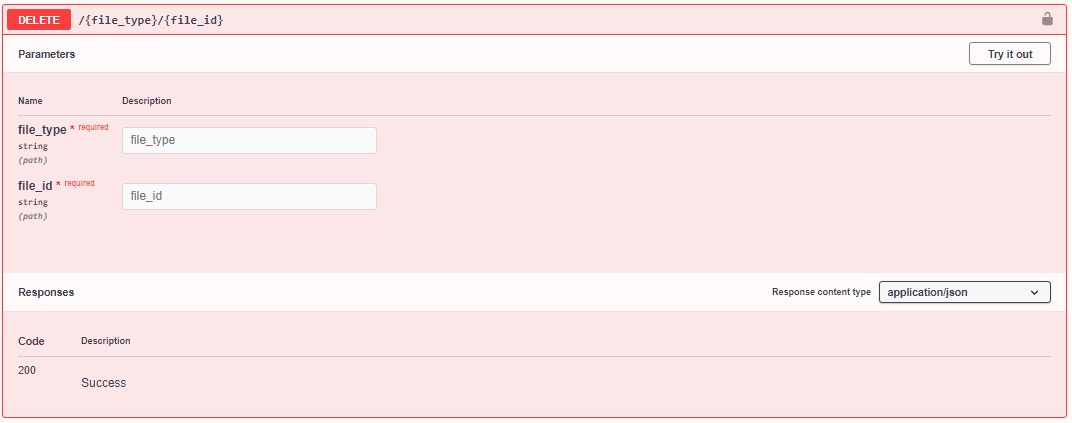 DELETE /{file_type}/{file_id}
Parameters Try it out
Name Description
file_type * required
string
(path)
file_type
file_id * required
string
(path)
file_id
Responses Response content type application/json
Code Description
200
Success